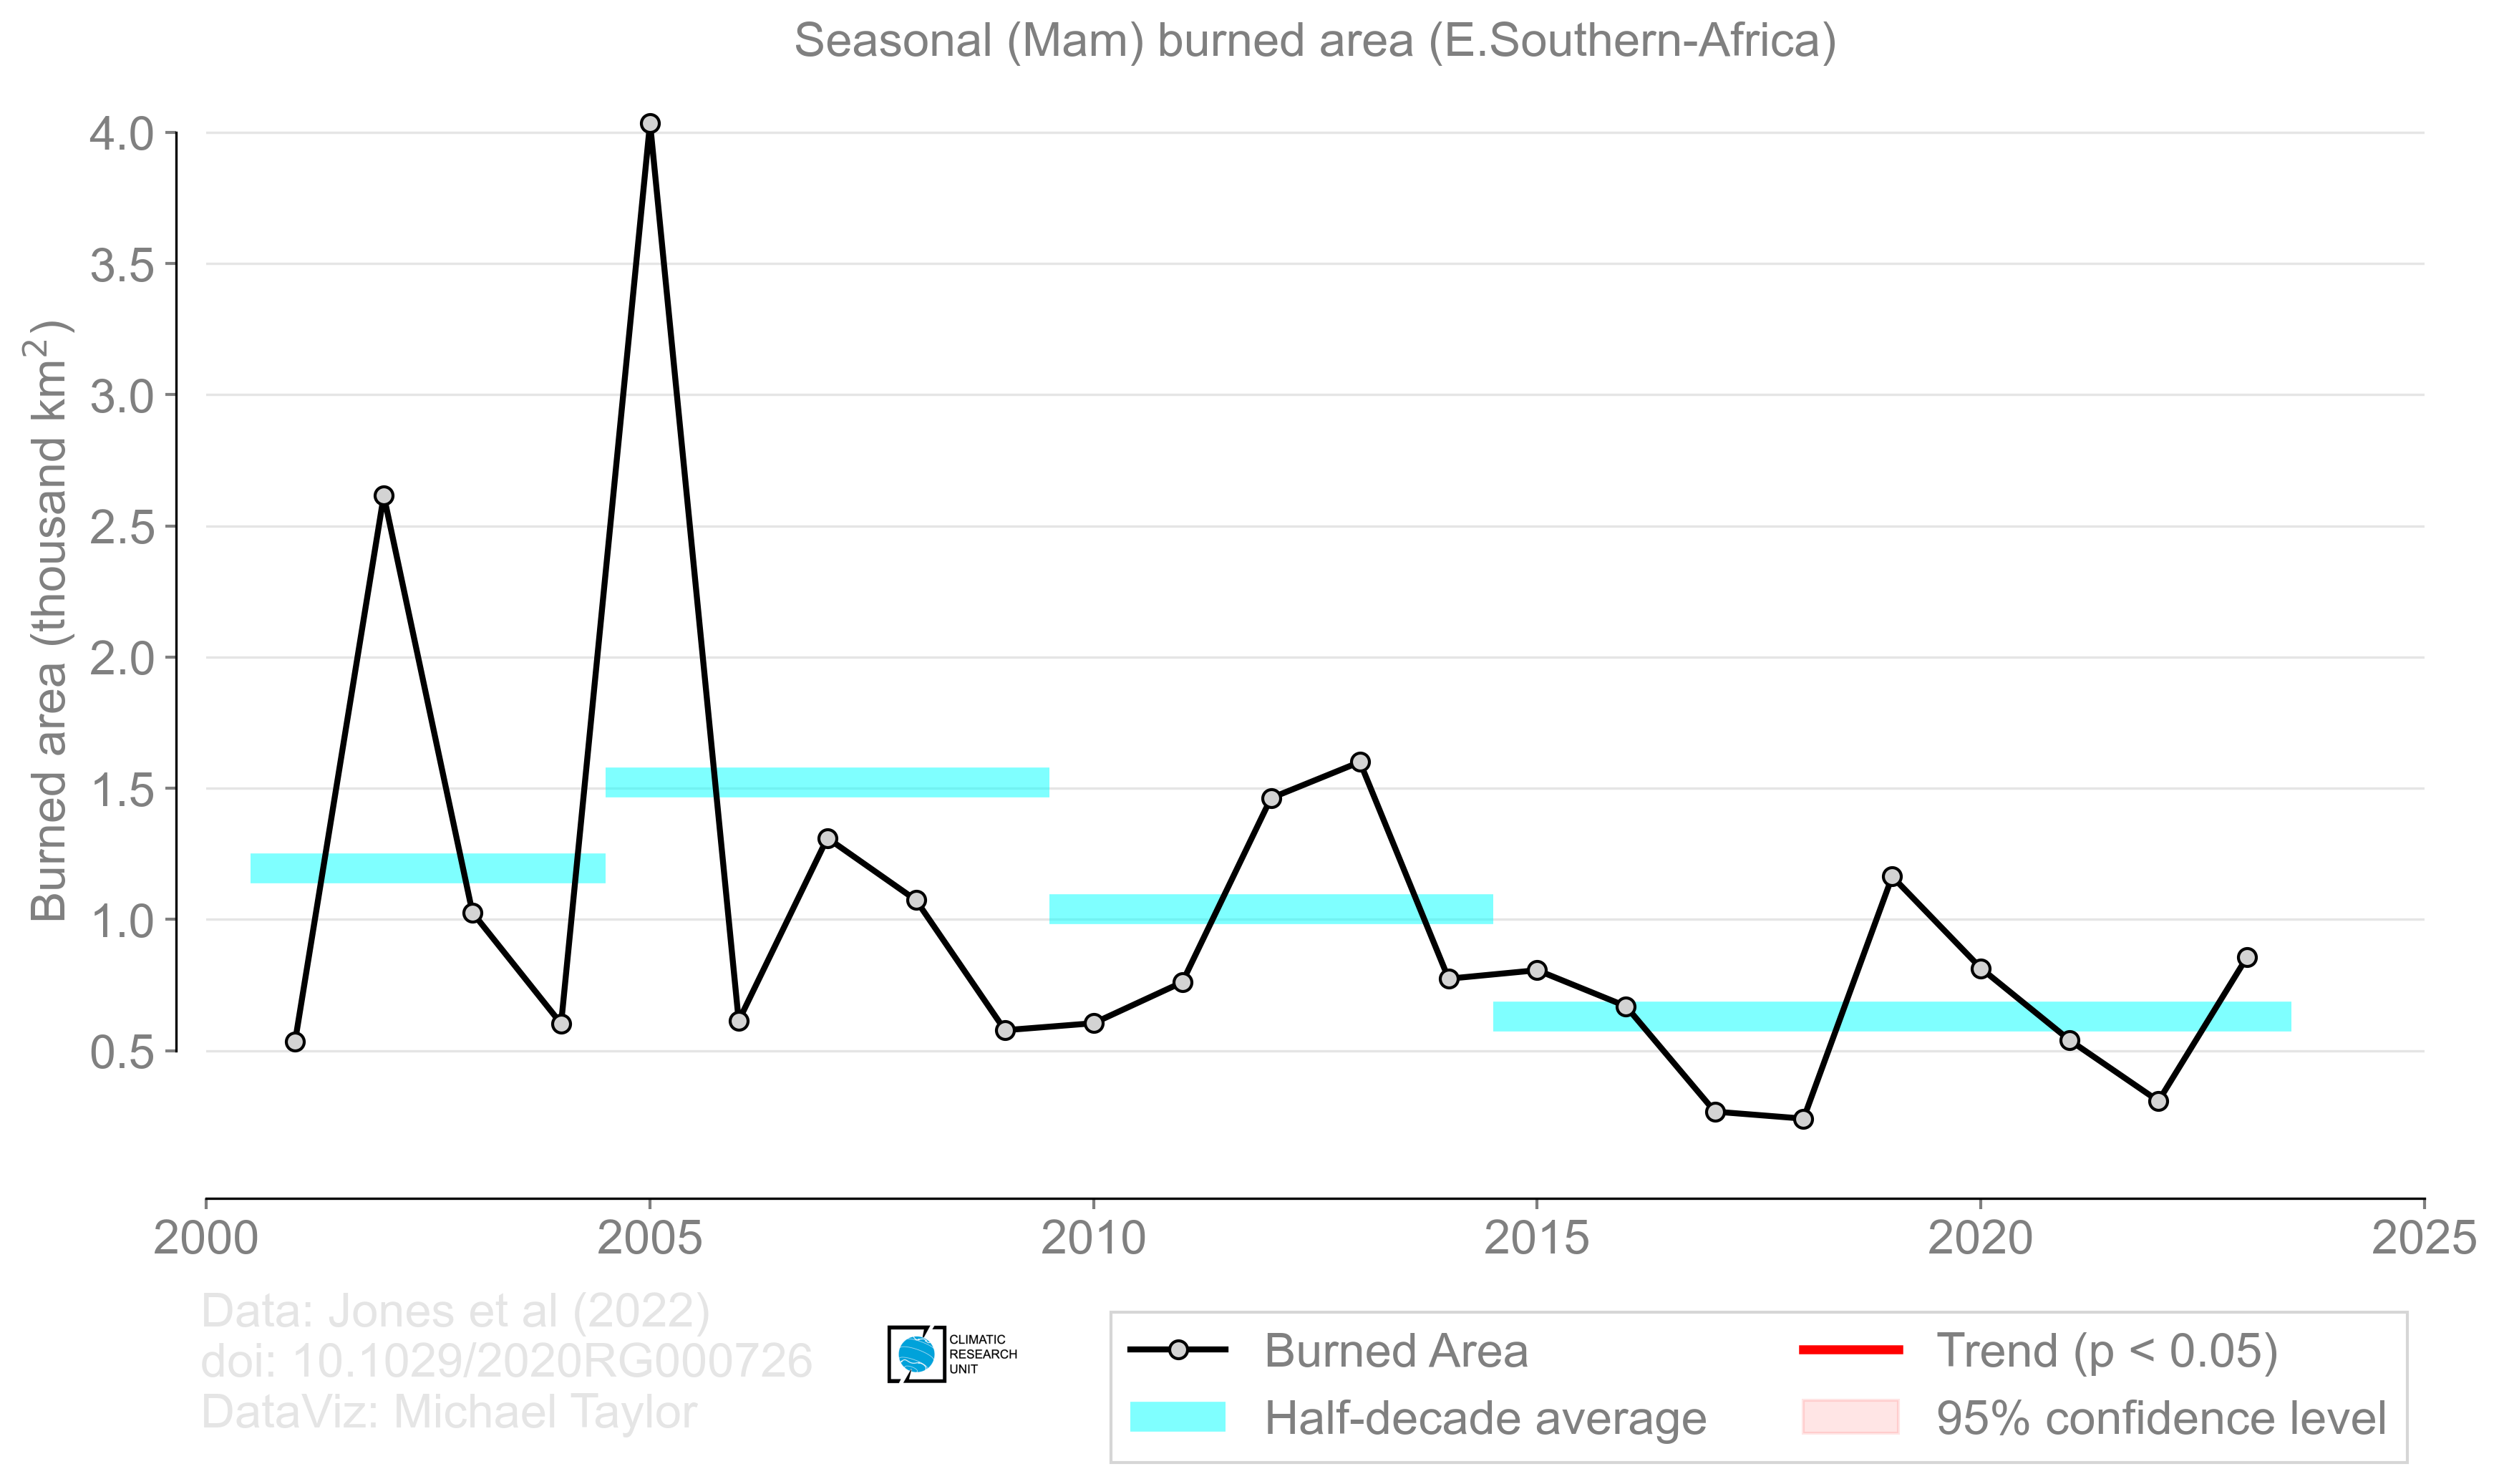 Seasonal (Mam) burned area (E.Southern-Africa)
Burned area (thousand km²)
4.0
3.5
3.0
2.5
2.0
1.5
1.0
0.5
2000 2005 2010 2015 2020 2025
Data: Jones et al (2022)
doi: 10.1029/2020RG000726
DataViz: Michael Taylor
CLIMATIC
RESEARCH
UNIT
Burned Area
Half-decade average
Trend (p < 0.05)
95% confidence level